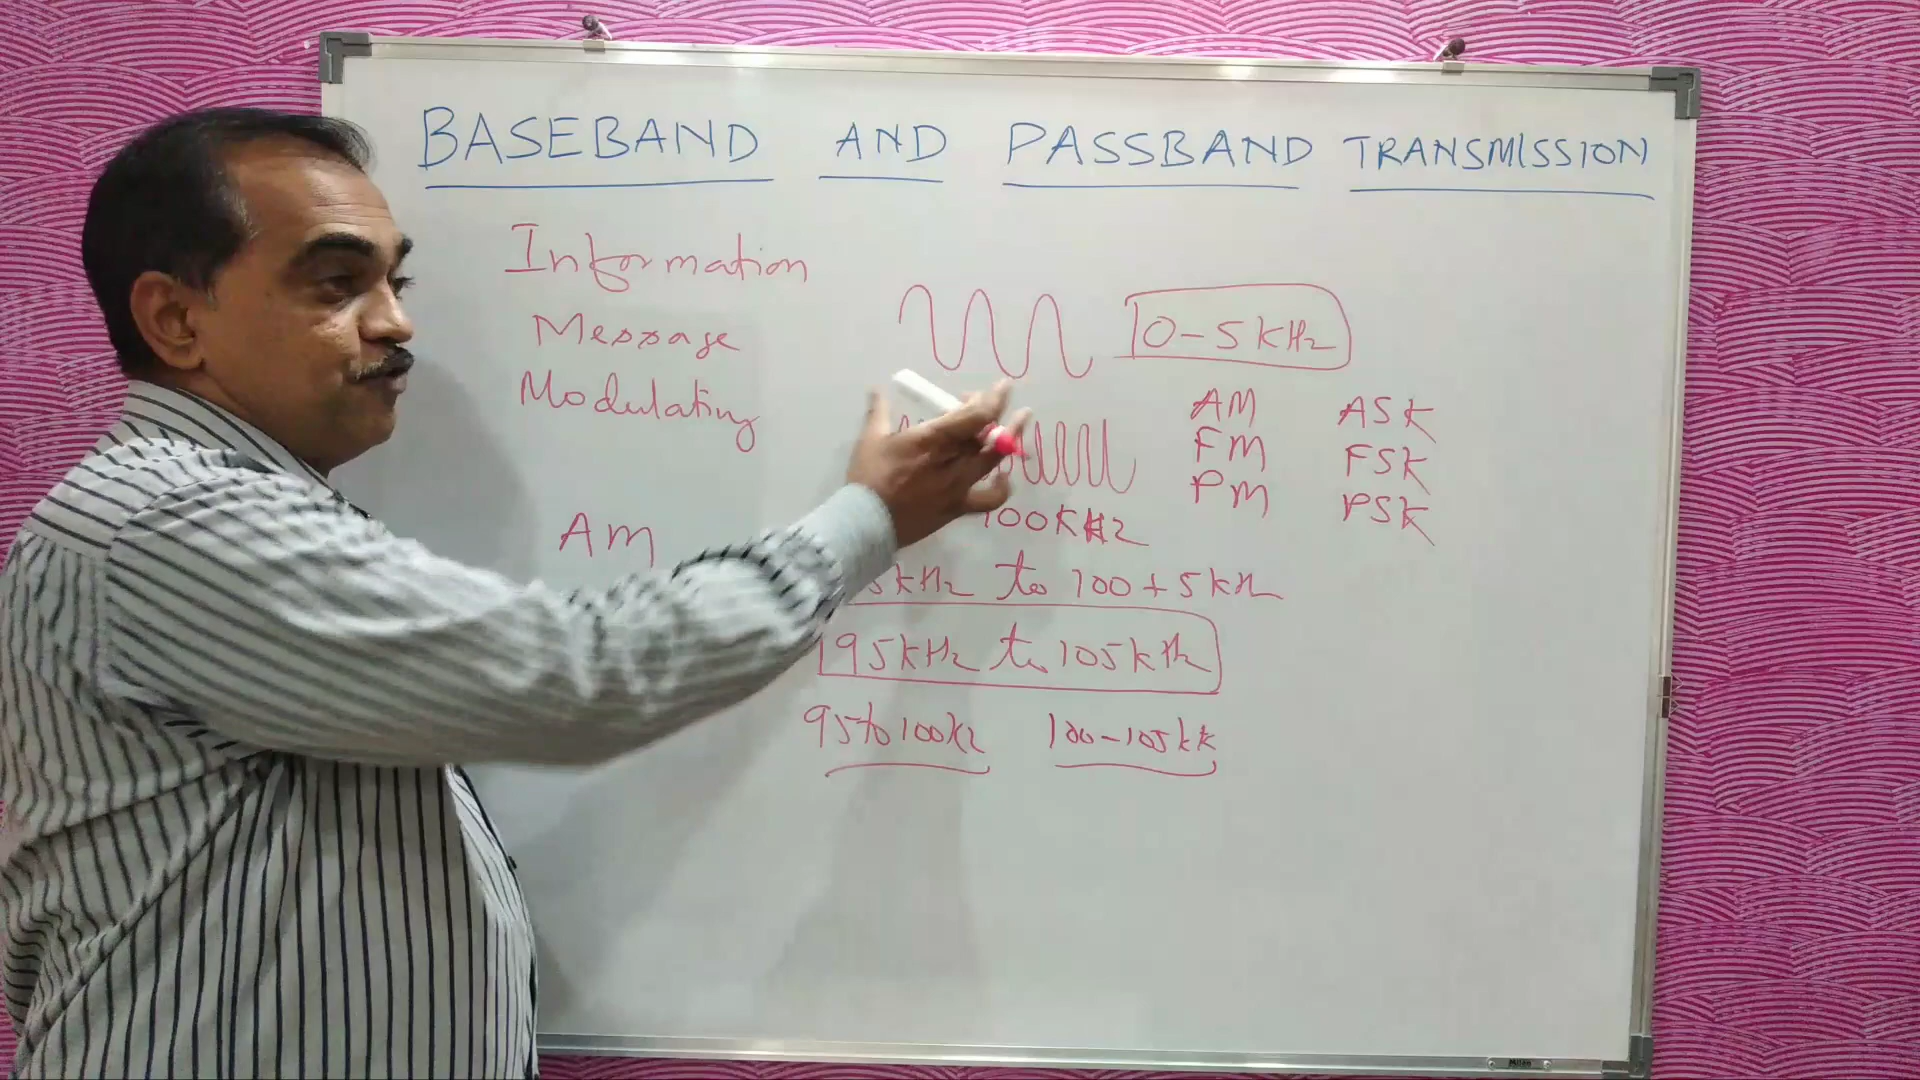 BASEBAND AND PASSBAND TRANSMISSION
Information
Message
0-5KHz
Modulating
AM ASK
FM FSK
PM PSK
100KHz
AM
5KHz to 100+5KHz
95KHz to 105KHz
95to100Kz 100-105KK